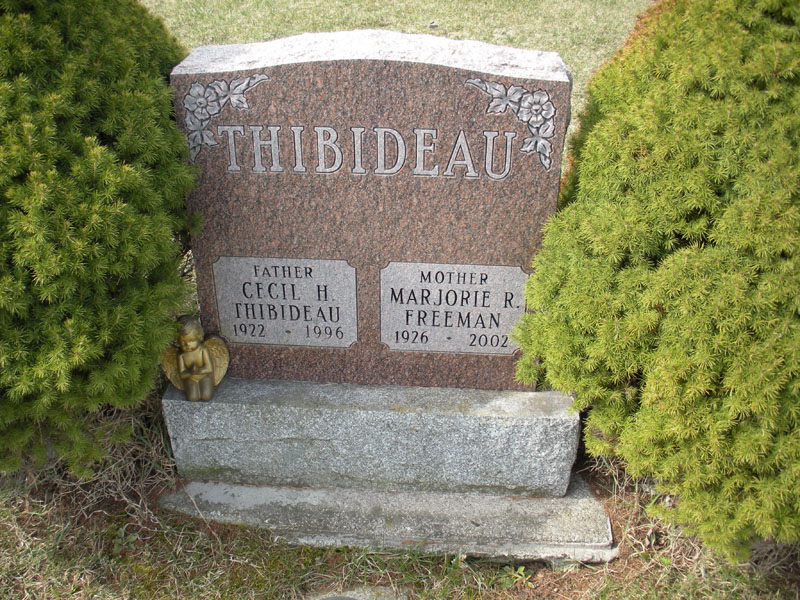 THIBIDEAU
FATHER
CECIL H.
THIBIDEAU
1922 - 1996
MOTHER
MARJORIE R.
FREEMAN
1926 - 2002